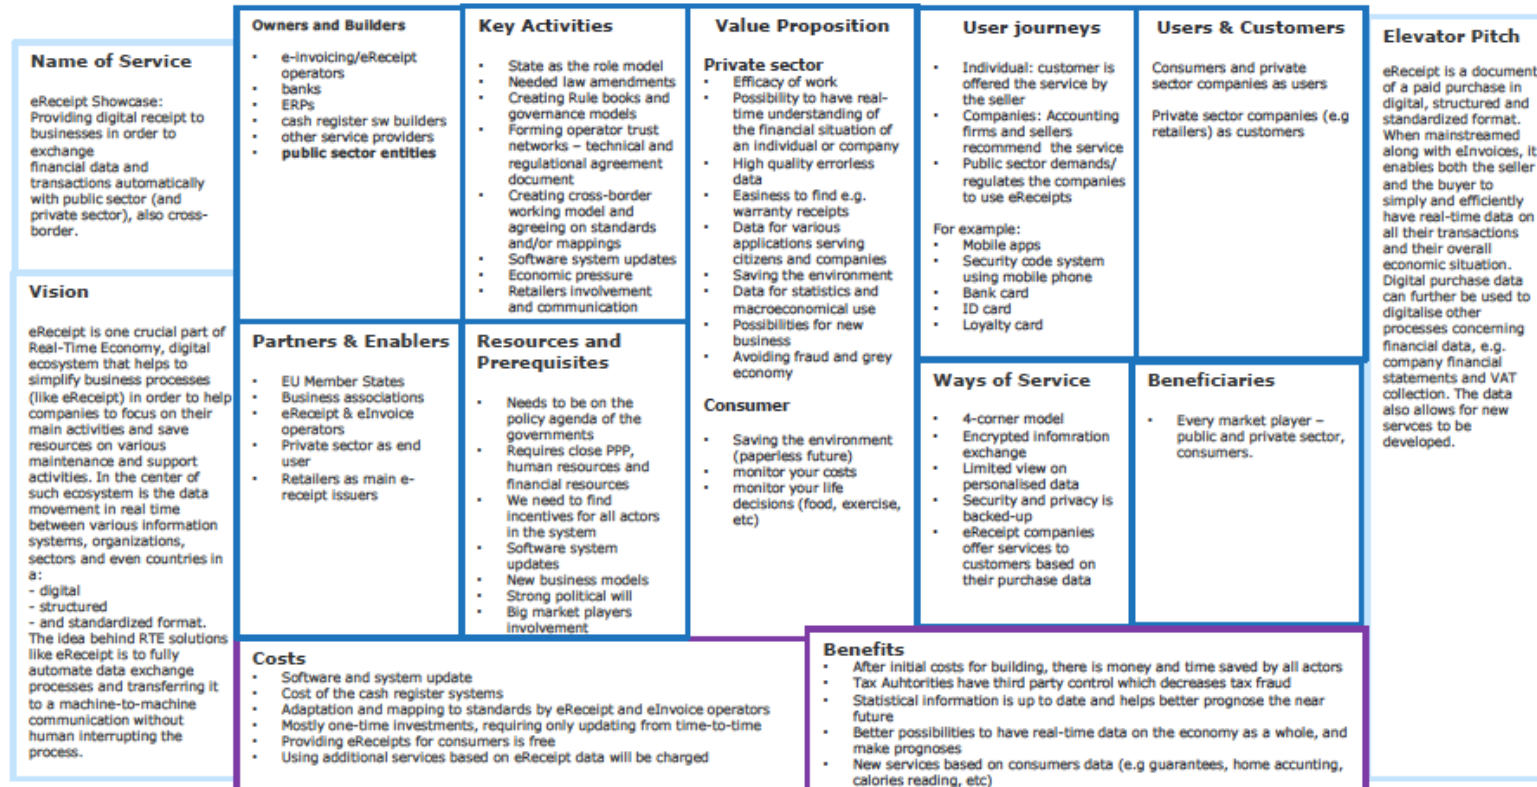 Name of Service
eReceipt Showcase:
Providing digital receipt to
businesses in order to
exchange
financial data and
transactions automatically
with public sector (and
private sector), also cross-
border.
Vision
eReceipt is one crucial part of
Real-Time Economy, digital
ecosystem that helps to
simplify business processes
(like eReceipt) in order to help
companies to focus on their
main activities and save
resources on various
maintenance and support
activities. In the center of
such ecosystem is the data
movement in real time
between various information
systems, organizations,
sectors and even countries in
a:
- digital
- structured
- and standardized format.
The idea behind RTE solutions
like eReceipt is to fully
automate data exchange
processes and transferring it
to a machine-to-machine
communication without
human interrupting the
process.
Owners and Builders
▪ e-invoicing/eReceipt
operators
▪ banks
▪ ERPs
▪ cash register sw builders
▪ other service providers
▪ public sector entities
Partners & Enablers
▪ EU Member States
▪ Business associations
▪ eReceipt & eInvoice
operators
▪ Private sector as end
user
▪ Retailers as main e-
receipt issuers
Key Activities
▪ State as the role model
▪ Needed law amendments
▪ Creating Rule books and
governance models
▪ Forming operator trust
networks – technical and
regulational agreement
document
▪ Creating cross-border
working model and
agreeing on standards
and/or mappings
▪ Software system updates
▪ Economic pressure
▪ Retailers involvement
and communication
Resources and
Prerequisites
▪ Needs to be on the
policy agenda of the
governments
▪ Requires close PPP,
human resources and
financial resources
▪ We need to find
incentives for all actors
in the system
▪ Software system
updates
▪ New business models
▪ Strong political will
▪ Big market players
involvement
Value Proposition
Private sector
▪ Efficacy of work
▪ Possibility to have real-
time understanding of
the financial situation of
an individual or company
▪ High quality errorless
data
▪ Easiness to find e.g.
warranty receipts
▪ Data for various
applications serving
citizens and companies
▪ Saving the environment
▪ Data for statistics and
macroeconomical use
▪ Possibilities for new
business
▪ Avoiding fraud and grey
economy
Consumer
▪ Saving the environment
(paperless future)
▪ monitor your costs
▪ monitor your life
decisions (food, exercise,
etc)
User journeys
▪ Individual: customer is
offered the service by
the seller
▪ Companies: Accounting
firms and sellers
recommend the service
▪ Public sector demands/
regulates the companies
to use eReceipts
For example:
▪ Mobile apps
▪ Security code system
using mobile phone
▪ Bank card
▪ ID card
▪ Loyalty card
Ways of Service
▪ 4-corner model
▪ Encrypted infomration
exchange
▪ Limited view on
personalised data
▪ Security and privacy is
backed-up
▪ eReceipt companies
offer services to
customers based on
their purchase data
Users & Customers
Consumers and private
sector companies as users
Private sector companies (e.g
retailers) as customers
Beneficiaries
▪ Every market player –
public and private sector,
consumers.
Elevator Pitch
eReceipt is a document
of a paid purchase in
digital, structured and
standardized format.
When mainstreamed
along with eInvoices, it
enables both the seller
and the buyer to
simply and efficiently
have real-time data on
all their transactions
and their overall
economic situation.
Digital purchase data
can further be used to
digitalise other
processes concerning
financial data, e.g.
company financial
statements and VAT
collection. The data
also allows for new
servces to be
developed.
Costs
▪ Software and system update
▪ Cost of the cash register systems
▪ Adaptation and mapping to standards by eReceipt and eInvoice operators
▪ Mostly one-time investments, requiring only updating from time-to-time
▪ Providing eReceipts for consumers is free
▪ Using additional services based on eReceipt data will be charged
Benefits
▪ After initial costs for building, there is money and time saved by all actors
▪ Tax Auhtorities have third party control which decreases tax fraud
▪ Statistical information is up to date and helps better prognose the near
future
▪ Better possibilities to have real-time data on the economy as a whole, and
make prognoses
▪ New services based on consumers data (e.g guarantees, home accunting,
calories reading, etc)